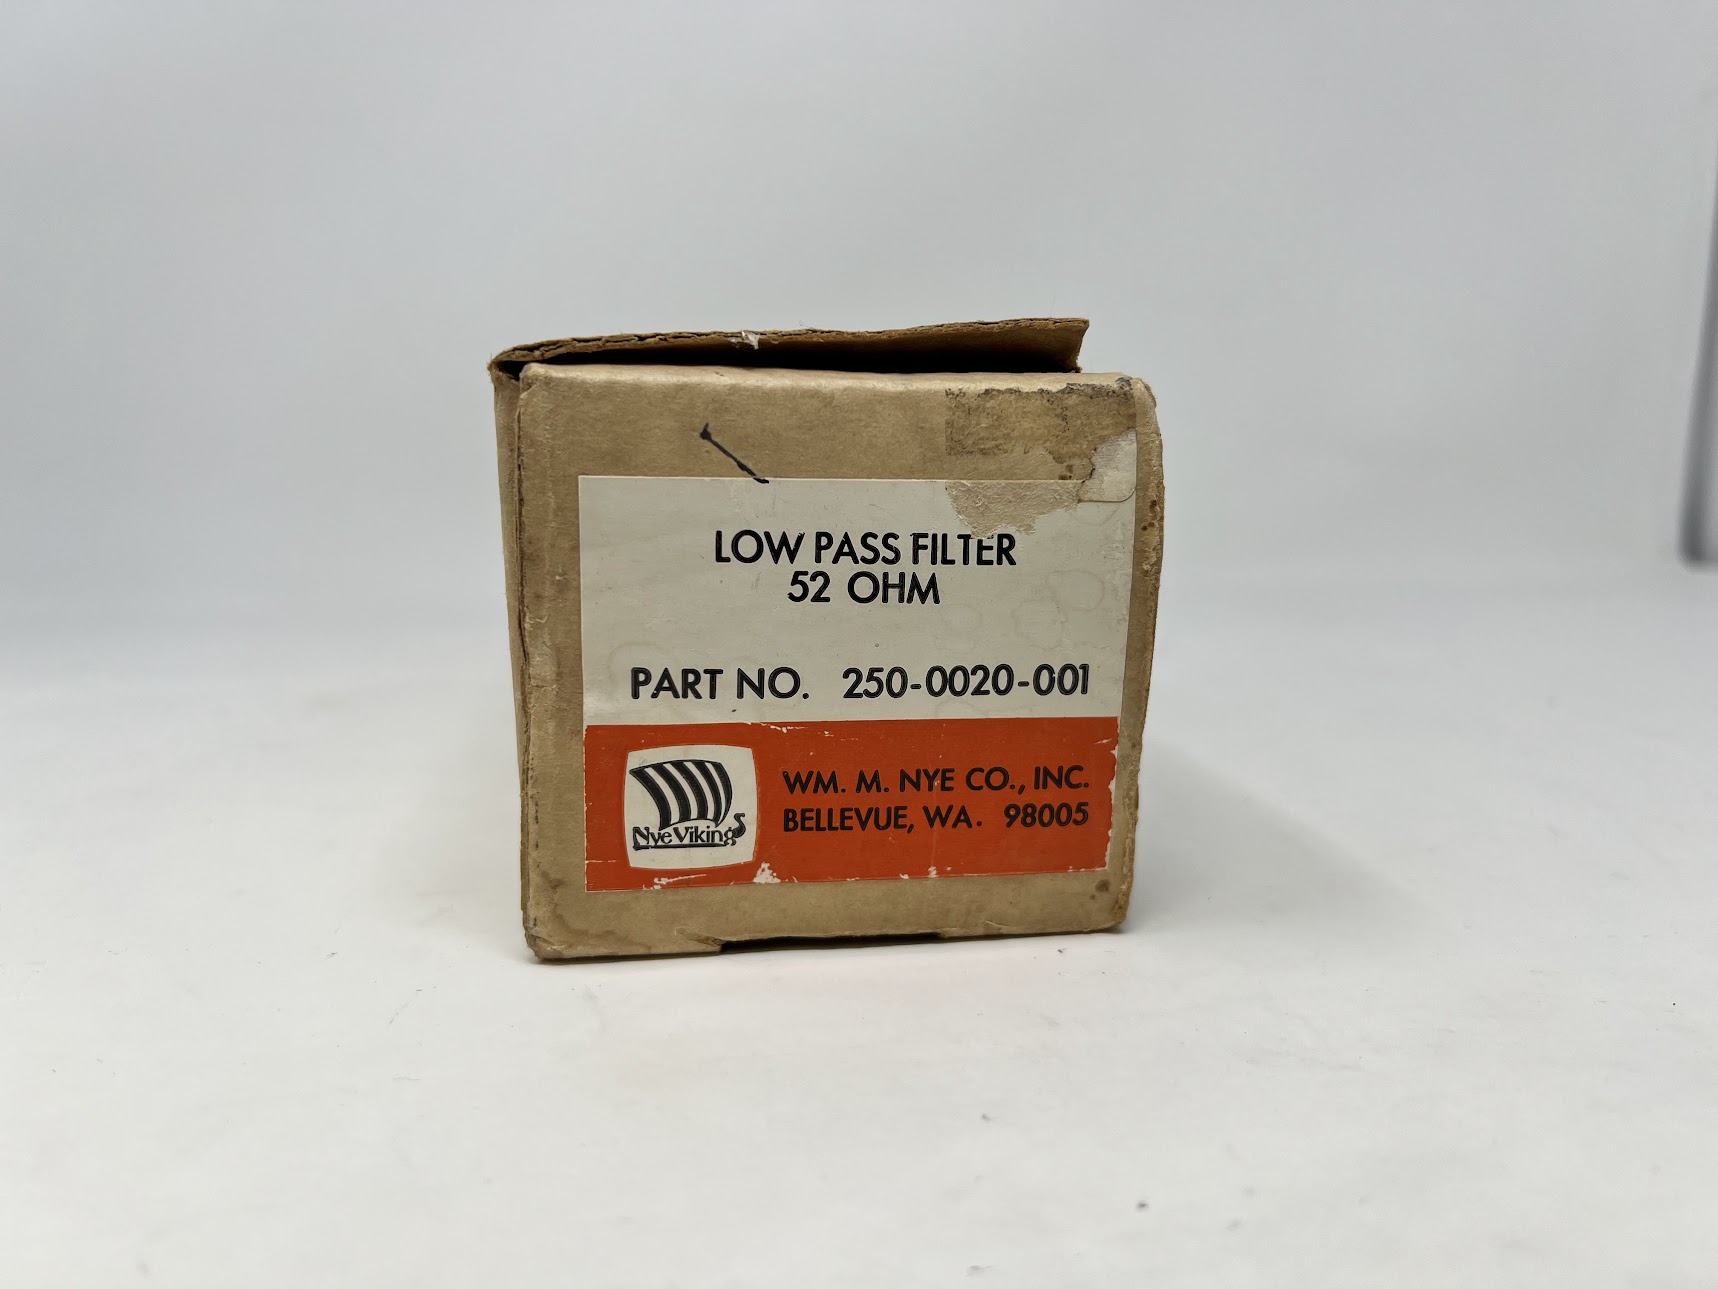 LOW PASS FILTER
52 OHM
PART NO. 250-0020-001
Nye Viking
WM. M. NYE CO., INC.
BELLEVUE, WA. 98005